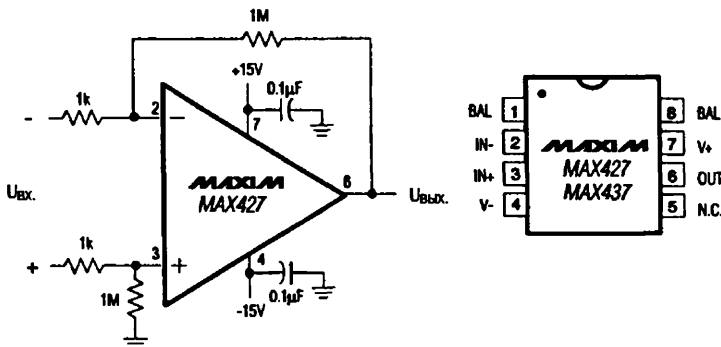 1M
+15V
0.1µF
1k
2
7
-
−
MAXIM
MAX427
6
Uвх.
Uвых.
1k
+
3
+
4
0.1µF
1M
-15V
BAL 1
8 BAL
IN- 2
7 V+
IN+ 3
6 OUT
V- 4
5 N.C.
MAXIM
MAX427
MAX437